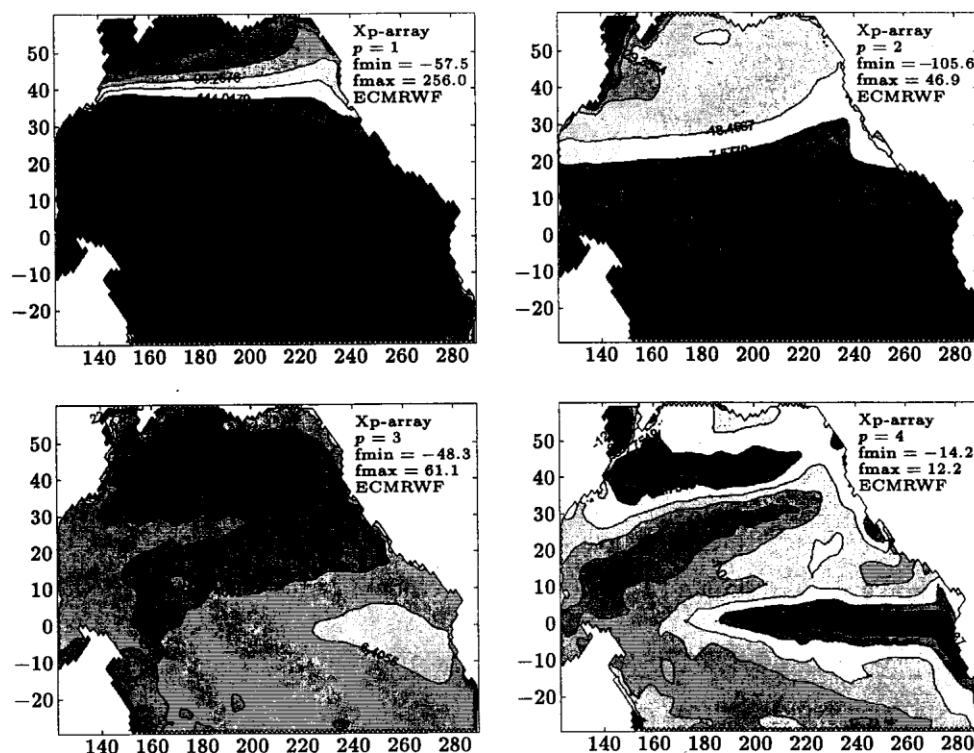 Xp-array
p = 1
fmin = −57.5
fmax = 256.0
ECMRWF
50
40
30
20
10
0
−10
−20
140 160 180 200 220 240 260 280
Xp-array
p = 2
fmin = −105.6
fmax = 46.9
ECMRWF
50
40
30
20
10
0
−10
−20
140 160 180 200 220 240 260 280
Xp-array
p = 3
fmin = −48.3
fmax = 61.1
ECMRWF
50
40
30
20
10
0
−10
−20
140 160 180 200 220 240 260 280
Xp-array
p = 4
fmin = −14.2
fmax = 12.2
ECMRWF
50
40
30
20
10
0
−10
−20
140 160 180 200 220 240 260 280